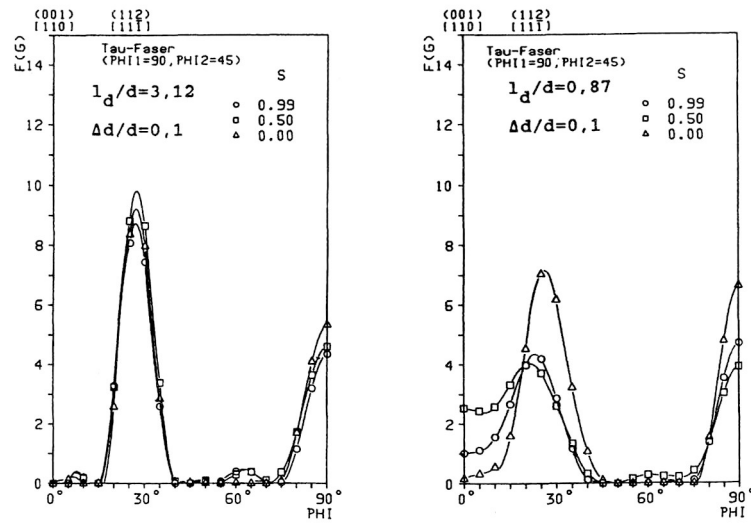 (001) (112̄)
[110] [111̄]
F(G)
14
12
10
8
6
4
2
0
Tau-Faser
(PHI1=90,PHI2=45)
l_d/d=3,12
Δd/d=0,1
S
○ 0.99
□ 0.50
△ 0.00
0° 30° 60° 90°
PHI
(001) (112̄)
[110] [111̄]
F(G)
14
12
10
8
6
4
2
0
Tau-Faser
(PHI1=90,PHI2=45)
l_d/d=0,87
Δd/d=0,1
S
○ 0.99
□ 0.50
△ 0.00
0° 30° 60° 90°
PHI